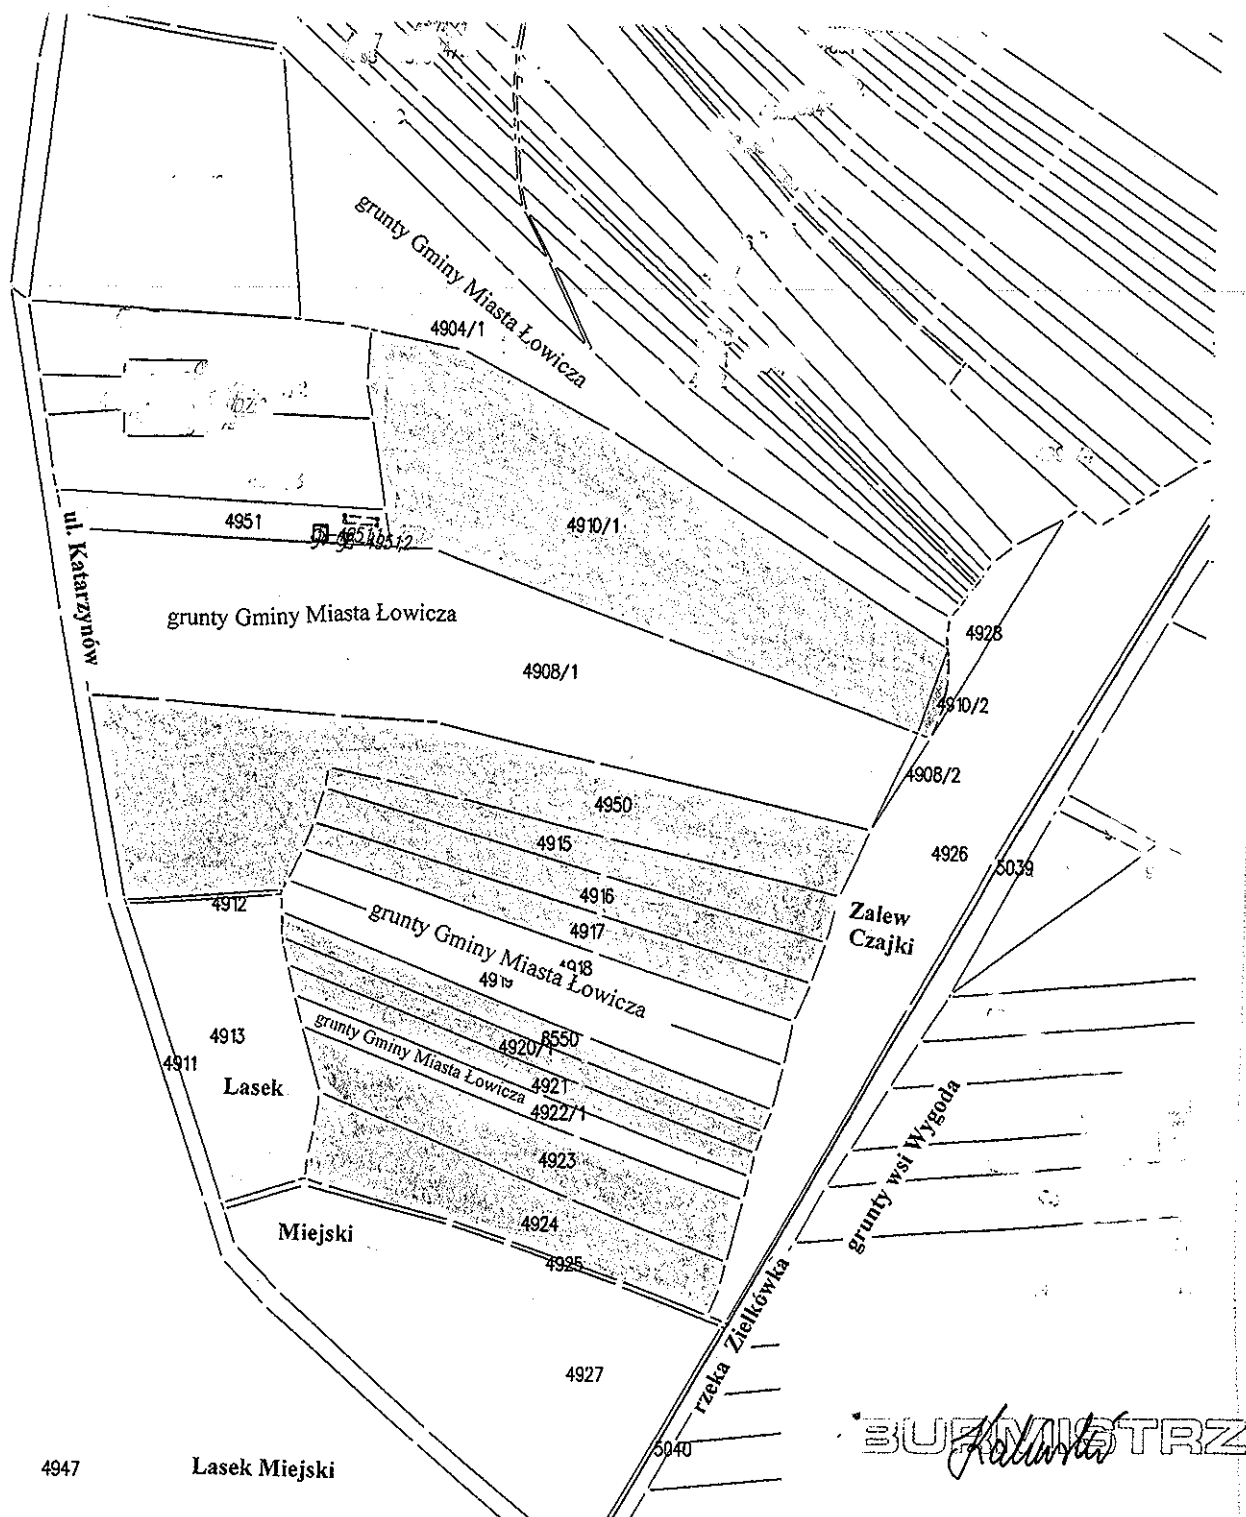 grunty Gminy Miasta Łowicza
4904/1
4951
4910/1
ul. Katarzynów
grunty Gminy Miasta Łowicza
4908/1
4928
4910/2
4908/2
4950
4915
4916
4917
4926
5039
Zalew
Czajki
4912
grunty Gminy Miasta Łowicza
4918
4919
8550
4920/1
grunty Gminy Miasta Łowicza
4921
4922/1
4923
4913
4911
Lasek
4924
4925
Miejski
grunty wsi Wygoda
rzeka Zielkówka
4927
5040
4947
Lasek Miejski
BURMISTRZ